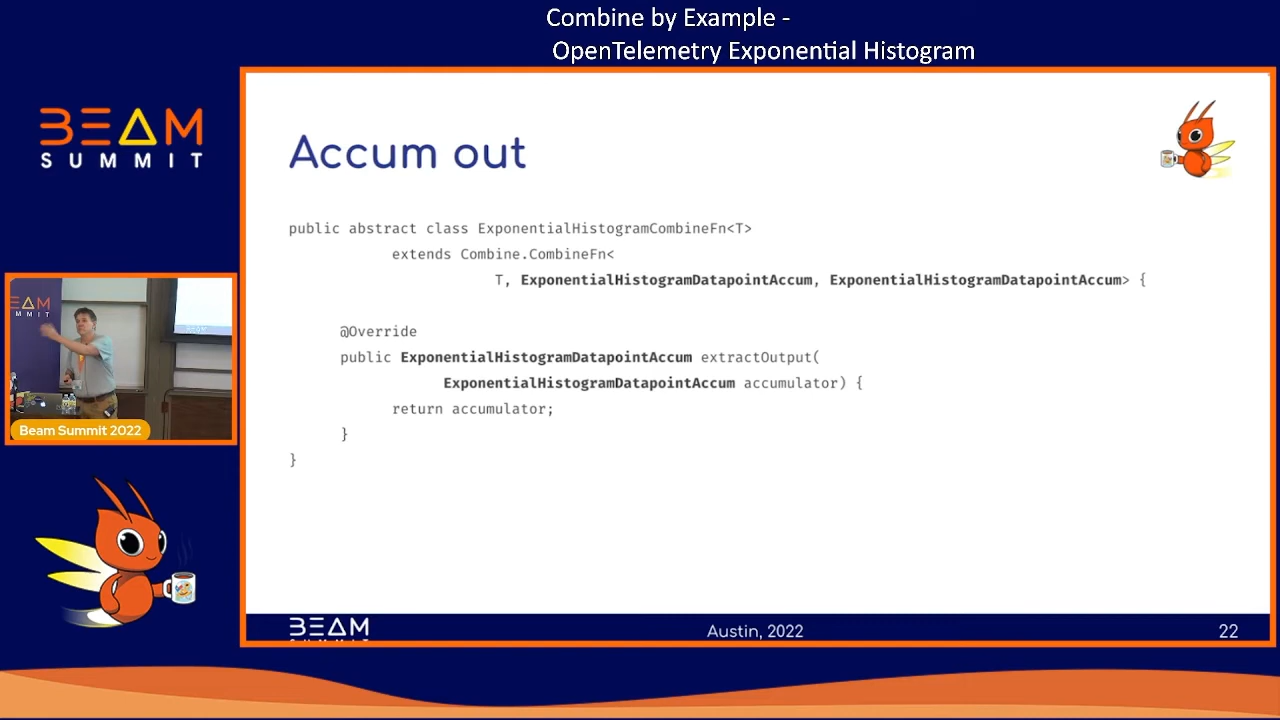 Combine by Example -
OpenTelemetry Exponential Histogram
BEAM
SUMMIT
Accum out
public abstract class ExponentialHistogramCombineFn<T>
extends Combine.CombineFn<
T, ExponentialHistogramDatapointAccum, ExponentialHistogramDatapointAccum> {
@Override
public ExponentialHistogramDatapointAccum extractOutput(
ExponentialHistogramDatapointAccum accumulator) {
return accumulator;
}
}
Beam Summit 2022
BEAM
Austin, 2022
22